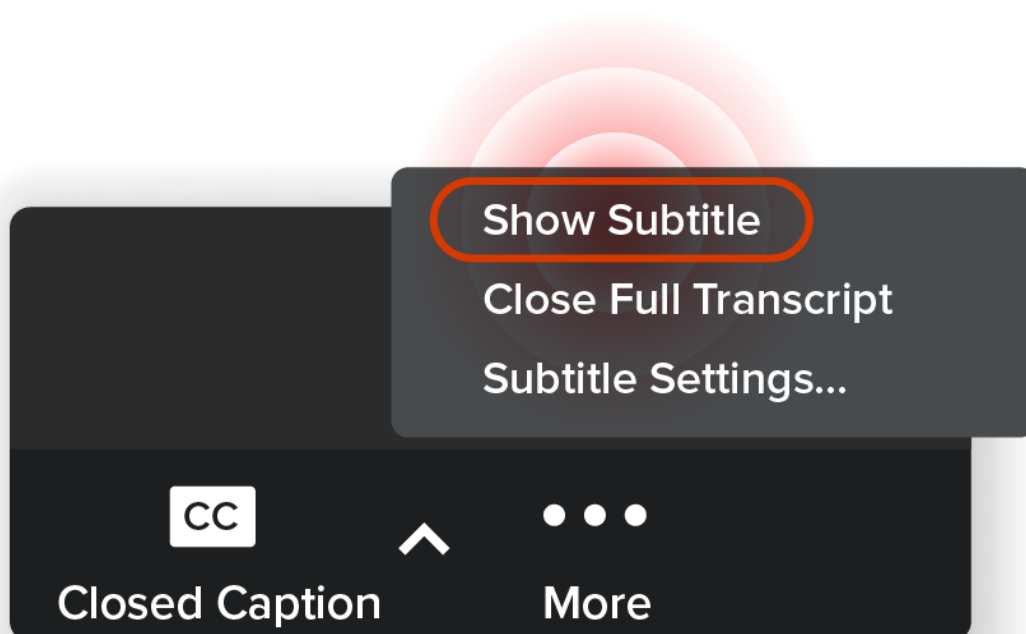 Show Subtitle
Close Full Transcript
Subtitle Settings...
CC
Closed Caption
More